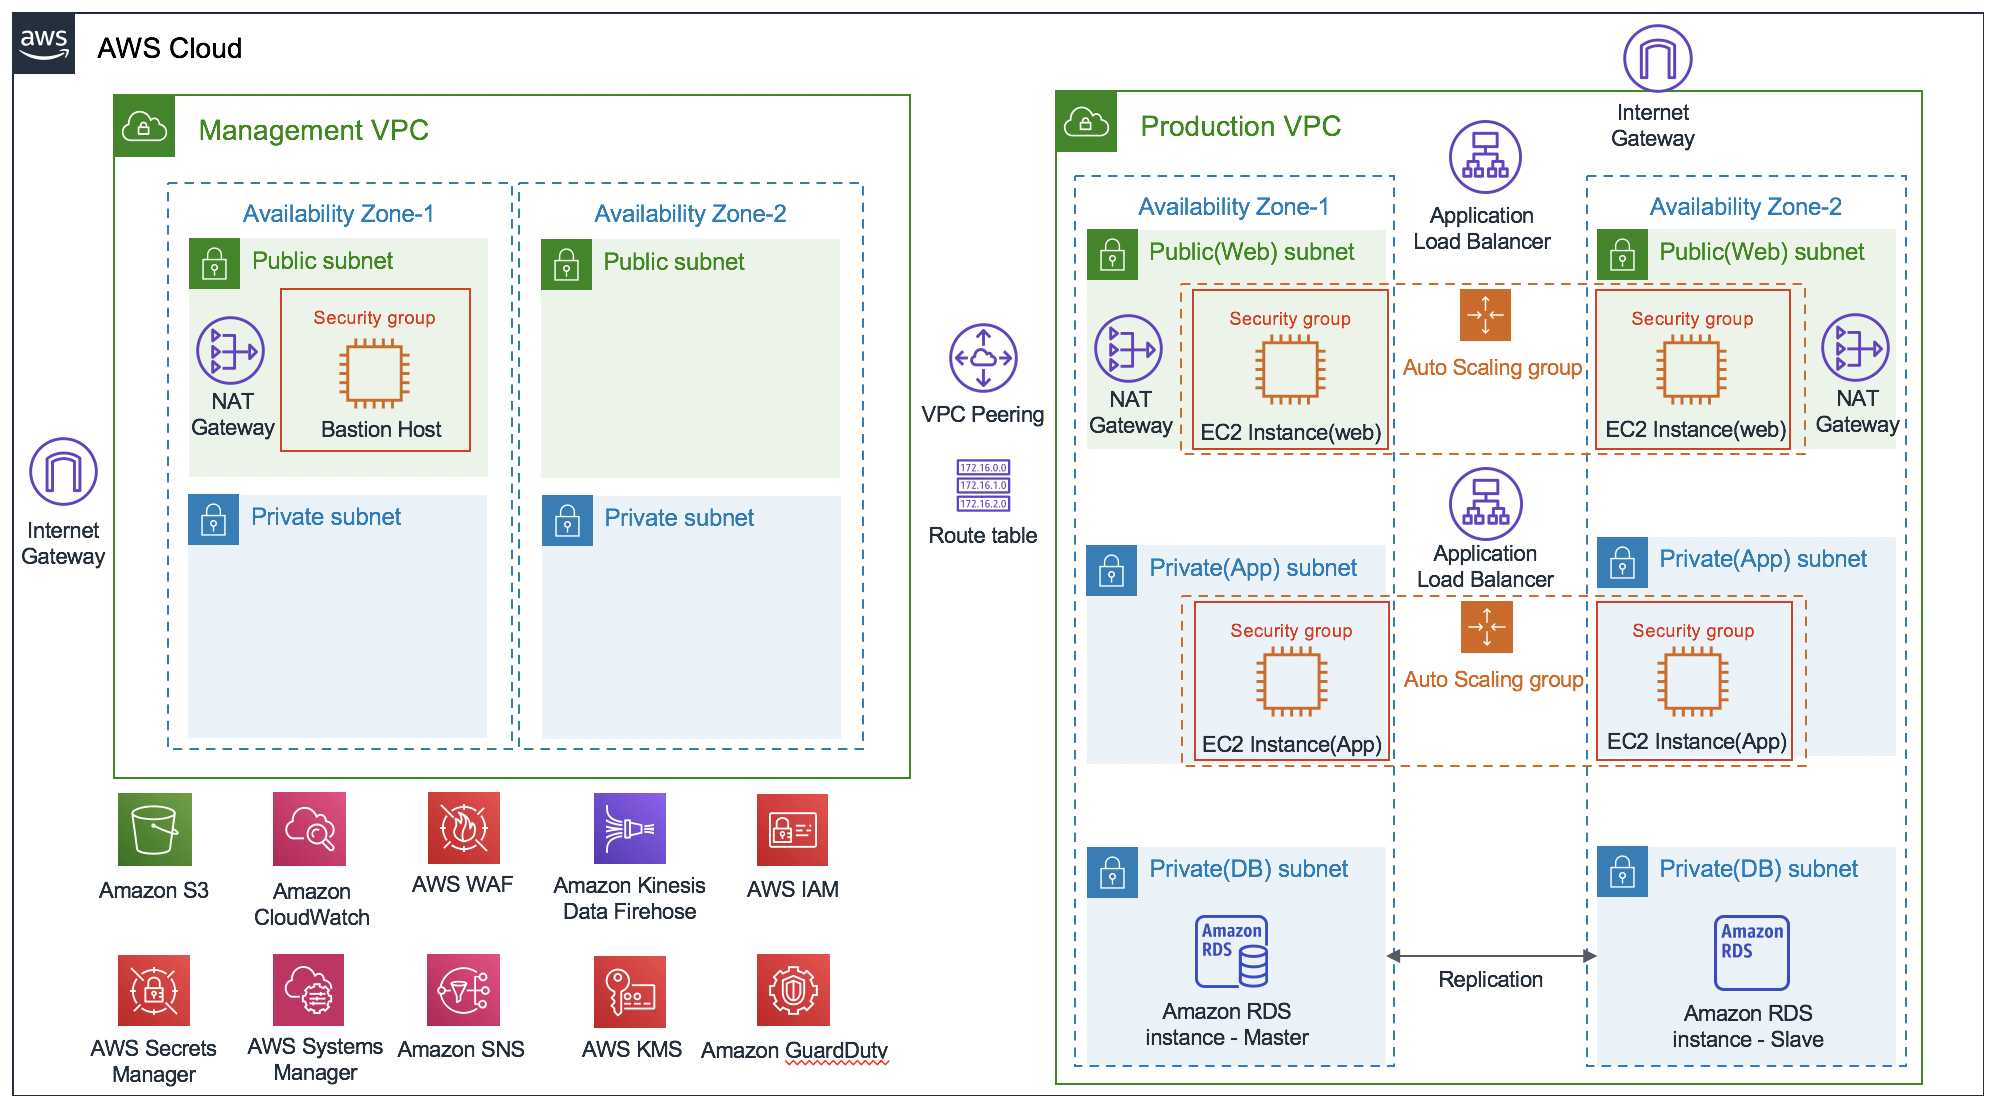 aws
AWS Cloud
Internet
Gateway
Management VPC
Availability Zone-1
Availability Zone-2
Public subnet
Public subnet
Security group
NAT
Gateway
Bastion Host
Private subnet
Private subnet
Internet
Gateway
VPC Peering
172.16.0.0
172.16.1.0
172.16.2.0
Route table
Production VPC
Application
Load Balancer
Availability Zone-1
Availability Zone-2
Public(Web) subnet
Public(Web) subnet
Security group
Security group
Auto Scaling group
NAT
Gateway
NAT
Gateway
EC2 Instance(web)
EC2 Instance(web)
Application
Load Balancer
Private(App) subnet
Private(App) subnet
Security group
Security group
Auto Scaling group
EC2 Instance(App)
EC2 Instance(App)
Private(DB) subnet
Private(DB) subnet
Amazon
RDS
Amazon
RDS
Replication
Amazon RDS
instance - Master
Amazon RDS
instance - Slave
Amazon S3
Amazon
CloudWatch
AWS WAF
Amazon Kinesis
Data Firehose
AWS IAM
AWS Secrets
Manager
AWS Systems
Manager
Amazon SNS
AWS KMS
Amazon GuardDuty